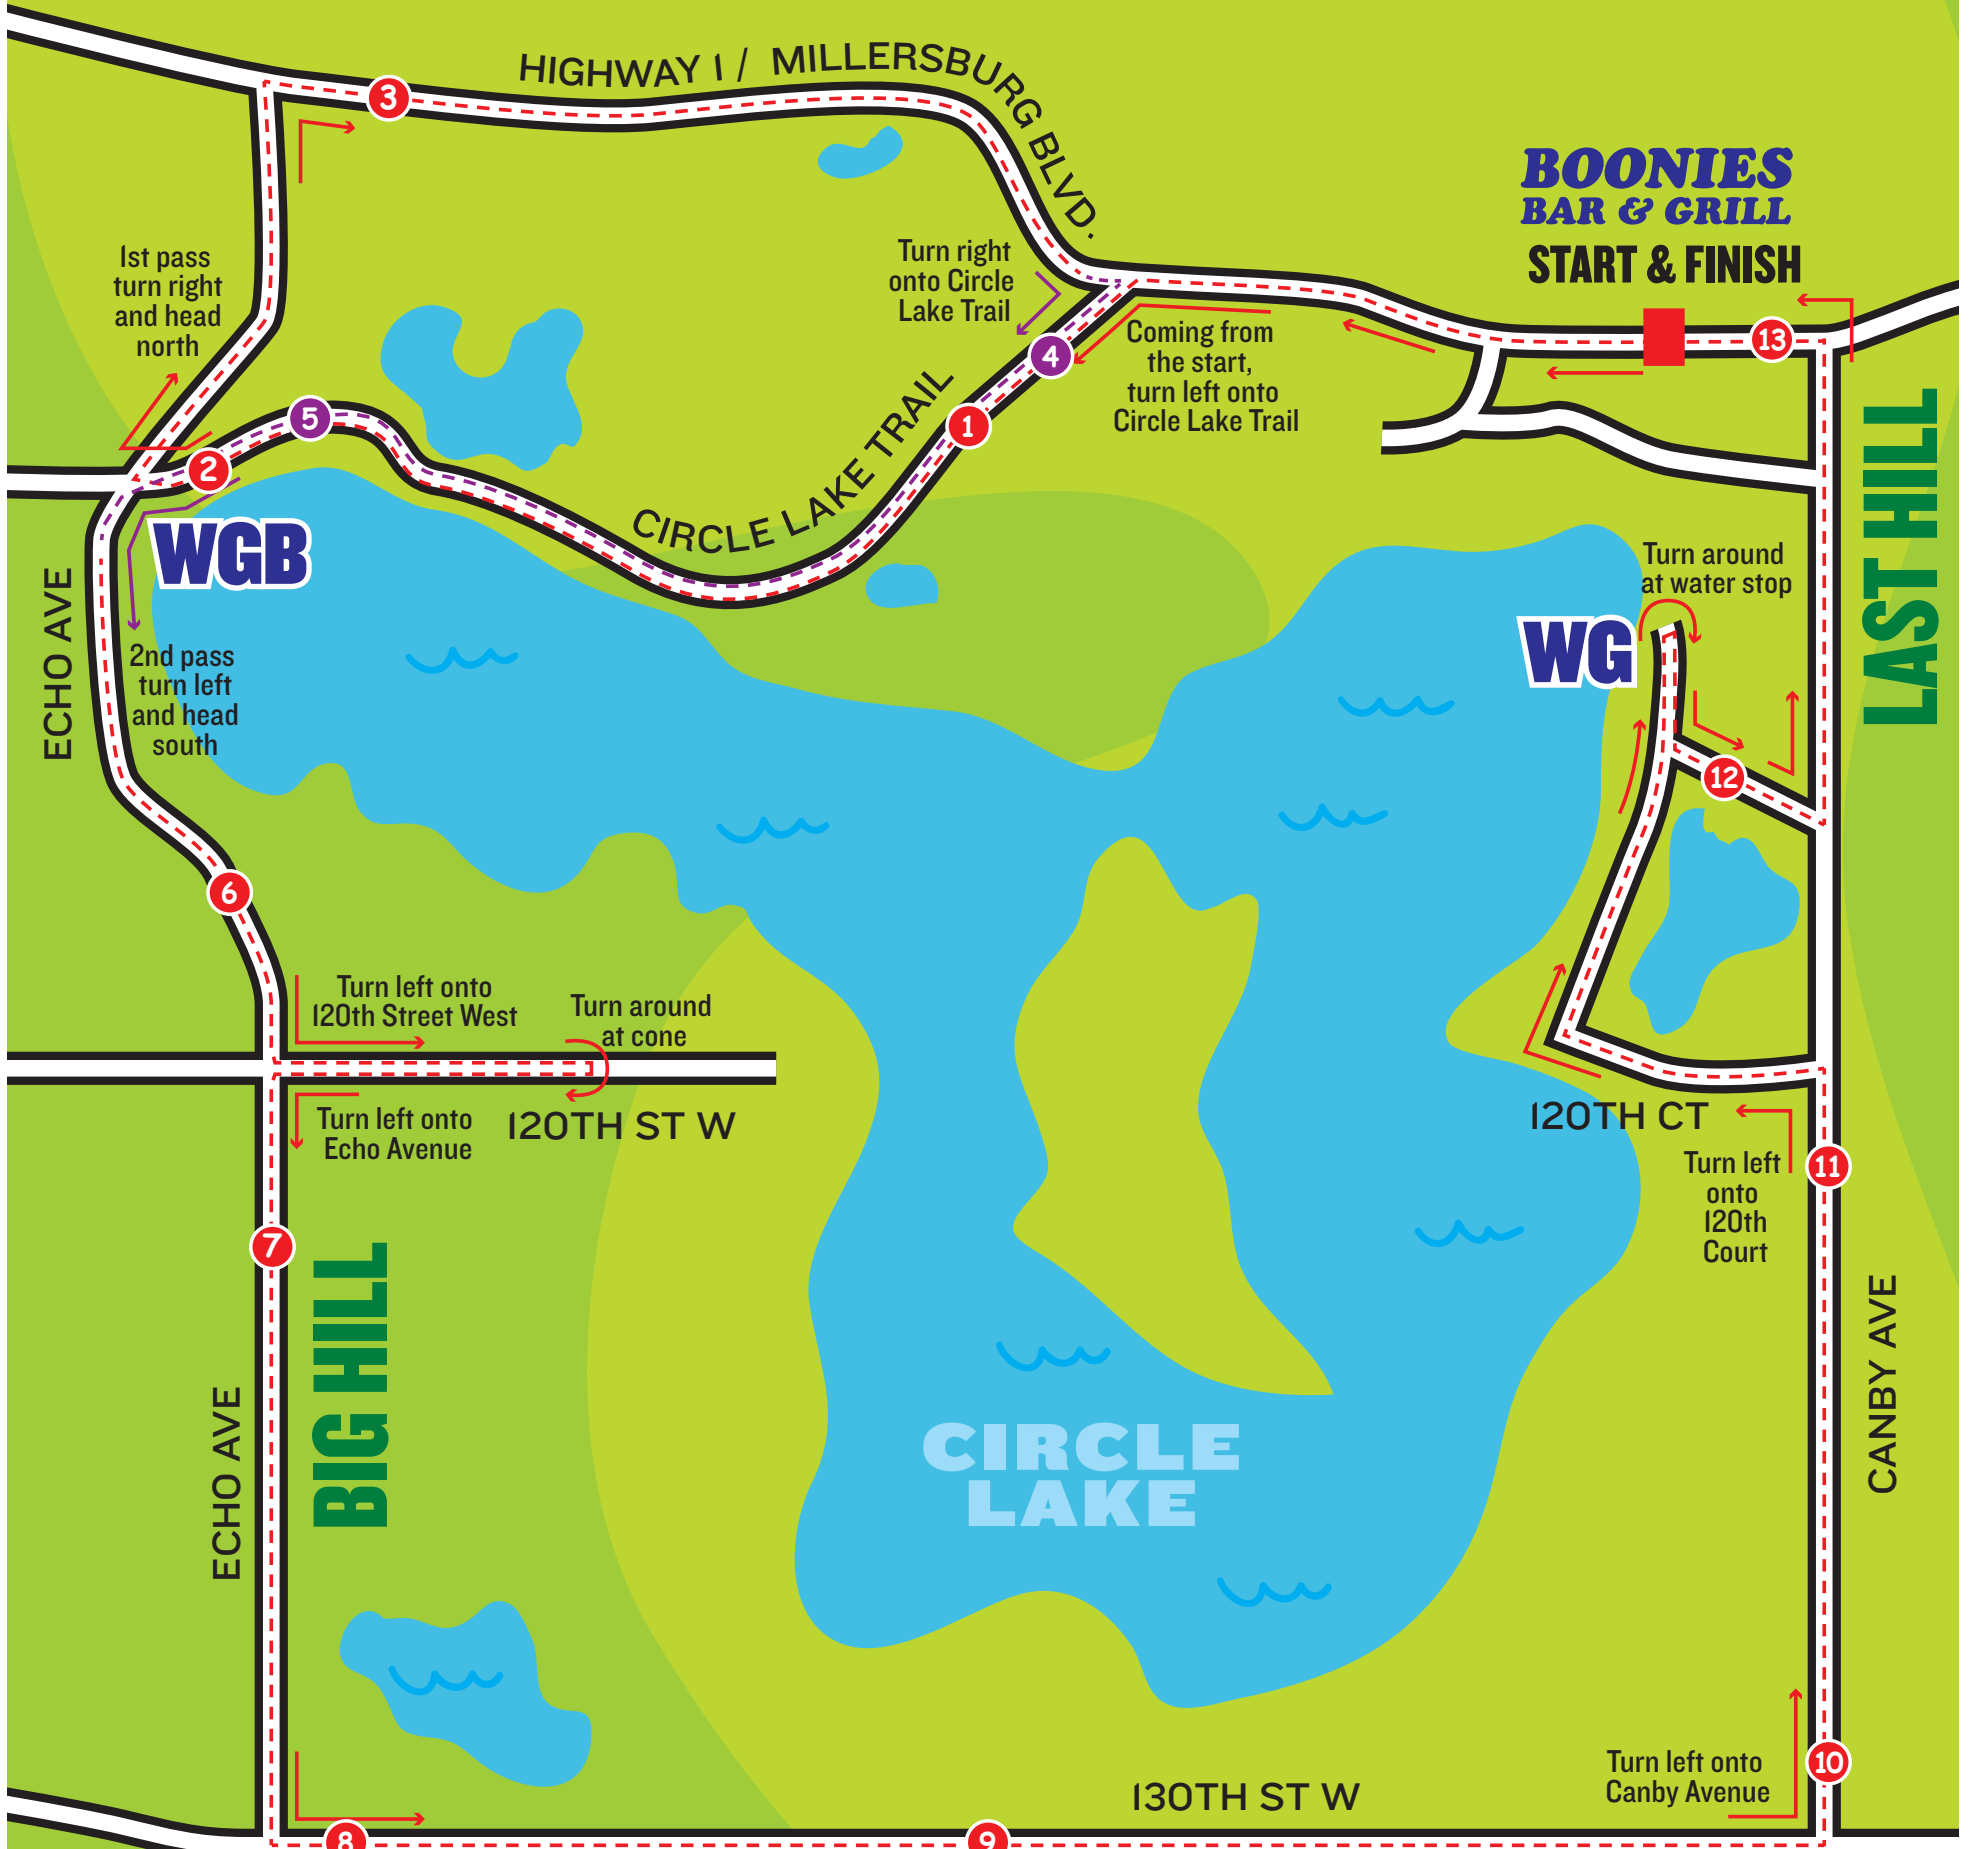 HIGHWAY 1 / MILLERSBURG BLVD.
3
BOONIES
BAR & GRILL
START & FINISH
1st pass
turn right
and head
north
Turn right
onto Circle
Lake Trail
Coming from
the start,
turn left onto
Circle Lake Trail
13
4
5
1
2
CIRCLE LAKE TRAIL
LAST HILL
WGB
ECHO AVE
2nd pass
turn left
and head
south
Turn around
at water stop
WG
12
6
Turn left onto
120th Street West
Turn around
at cone
Turn left onto
Echo Avenue
120TH ST W
120TH CT
Turn left
onto
120th
Court
11
7
BIG HILL
ECHO AVE
CANBY AVE
CIRCLE
LAKE
Turn left onto
Canby Avenue
10
130TH ST W
8
9